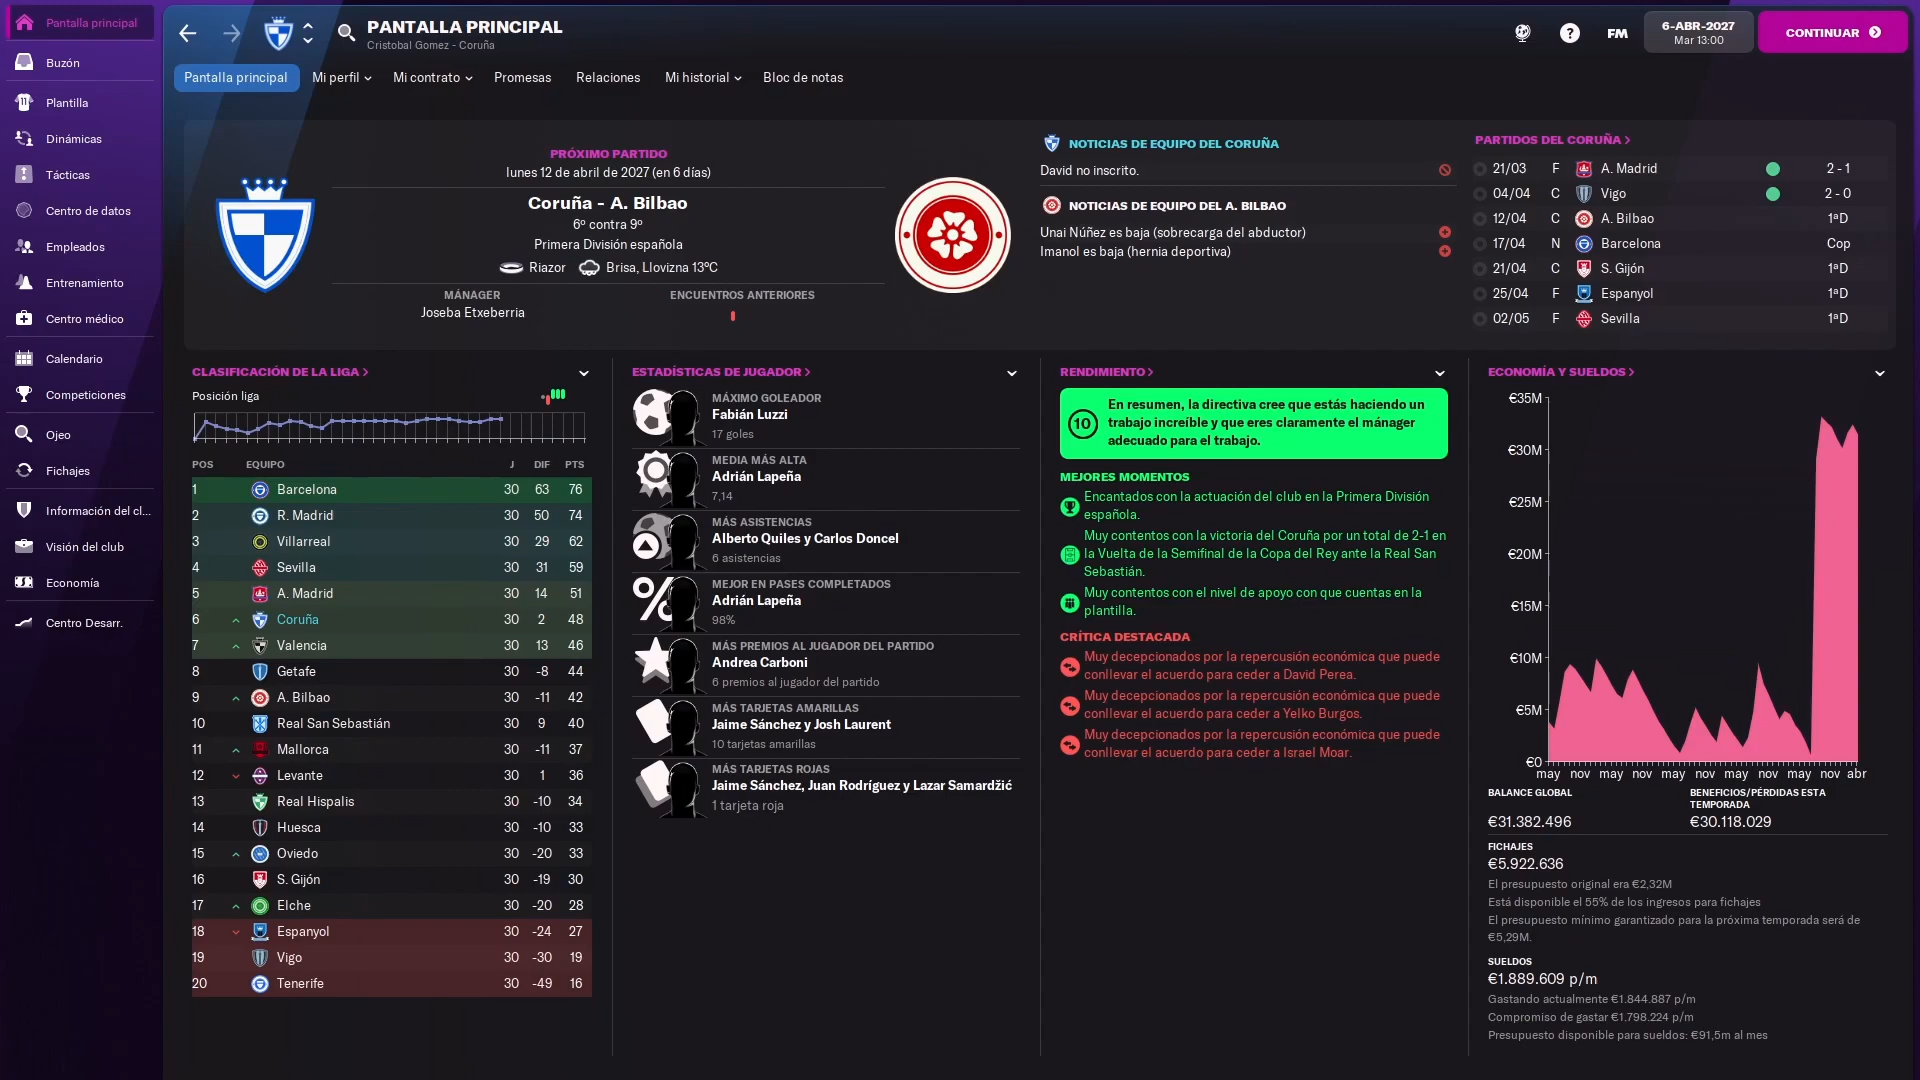 Pantalla principal
Buzón
Plantilla
Dinámicas
Tácticas
Centro de datos
Empleados
Entrenamiento
Centro médico
Calendario
Competiciones
Ojeo
Fichajes
Información del cl...
Visión del club
Economía
Centro Desarr.
PANTALLA PRINCIPAL
Cristobal Gomez - Coruña
FM
6-ABR-2027
Mar 13:00
CONTINUAR
Pantalla principal Mi perfil Mi contrato Promesas Relaciones Mi historial Bloc de notas
PRÓXIMO PARTIDO
lunes 12 de abril de 2027 (en 6 días)
Coruña - A. Bilbao
6º contra 9º
Primera División española
Riazor Brisa, Llovizna 13ºC
MÁNAGER
Joseba Etxeberria
ENCUENTROS ANTERIORES
NOTICIAS DE EQUIPO DEL CORUÑA
David no inscrito.
NOTICIAS DE EQUIPO DEL A. BILBAO
Unai Núñez es baja (sobrecarga del abductor)
Imanol es baja (hernia deportiva)
PARTIDOS DEL CORUÑA >
21/03 F A. Madrid 2 - 1
04/04 C Vigo 2 - 0
12/04 C A. Bilbao 1ªD
17/04 N Barcelona Cop
21/04 C S. Gijón 1ªD
25/04 F Espanyol 1ªD
02/05 F Sevilla 1ªD
CLASIFICACIÓN DE LA LIGA >
Posición liga
POS EQUIPO J DIF PTS
1 Barcelona 30 63 76
2 R. Madrid 30 50 74
3 Villarreal 30 29 62
4 Sevilla 30 31 59
5 A. Madrid 30 14 51
6 Coruña 30 2 48
7 Valencia 30 13 46
8 Getafe 30 -8 44
9 A. Bilbao 30 -11 42
10 Real San Sebastián 30 9 40
11 Mallorca 30 -11 37
12 Levante 30 1 36
13 Real Hispalis 30 -10 34
14 Huesca 30 -10 33
15 Oviedo 30 -20 33
16 S. Gijón 30 -19 30
17 Elche 30 -20 28
18 Espanyol 30 -24 27
19 Vigo 30 -30 19
20 Tenerife 30 -49 16
ESTADÍSTICAS DE JUGADOR >
MÁXIMO GOLEADOR
Fabián Luzzi
17 goles
MEDIA MÁS ALTA
Adrián Lapeña
7,14
MÁS ASISTENCIAS
Alberto Quiles y Carlos Doncel
6 asistencias
MEJOR EN PASES COMPLETADOS
Adrián Lapeña
98%
MÁS PREMIOS AL JUGADOR DEL PARTIDO
Andrea Carboni
6 premios al jugador del partido
MÁS TARJETAS AMARILLAS
Jaime Sánchez y Josh Laurent
10 tarjetas amarillas
MÁS TARJETAS ROJAS
Jaime Sánchez, Juan Rodríguez y Lazar Samardžić
1 tarjeta roja
RENDIMIENTO >
10
En resumen, la directiva cree que estás haciendo un
trabajo increíble y que eres claramente el mánager
adecuado para el trabajo.
MEJORES MOMENTOS
Encantados con la actuación del club en la Primera División
española.
Muy contentos con la victoria del Coruña por un total de 2-1 en
la Vuelta de la Semifinal de la Copa del Rey ante la Real San
Sebastián.
Muy contentos con el nivel de apoyo con que cuentas en la
plantilla.
CRÍTICA DESTACADA
Muy decepcionados por la repercusión económica que puede
conllevar el acuerdo para ceder a David Perea.
Muy decepcionados por la repercusión económica que puede
conllevar el acuerdo para ceder a Yelko Burgos.
Muy decepcionados por la repercusión económica que puede
conllevar el acuerdo para ceder a Israel Moar.
ECONOMÍA Y SUELDOS >
€35M
€30M
€25M
€20M
€15M
€10M
€5M
€0
may nov may nov may nov may nov may nov abr
BALANCE GLOBAL
€31.382.496
BENEFICIOS/PÉRDIDAS ESTA
TEMPORADA
€30.118.029
FICHAJES
€5.922.636
El presupuesto original era €2,32M
Está disponible el 55% de los ingresos para fichajes
El presupuesto mínimo garantizado para la próxima temporada será de
€5,29M.
SUELDOS
€1.889.609 p/m
Gastando actualmente €1.844.887 p/m
Compromiso de gastar €1.798.224 p/m
Presupuesto disponible para sueldos: €91,5m al mes